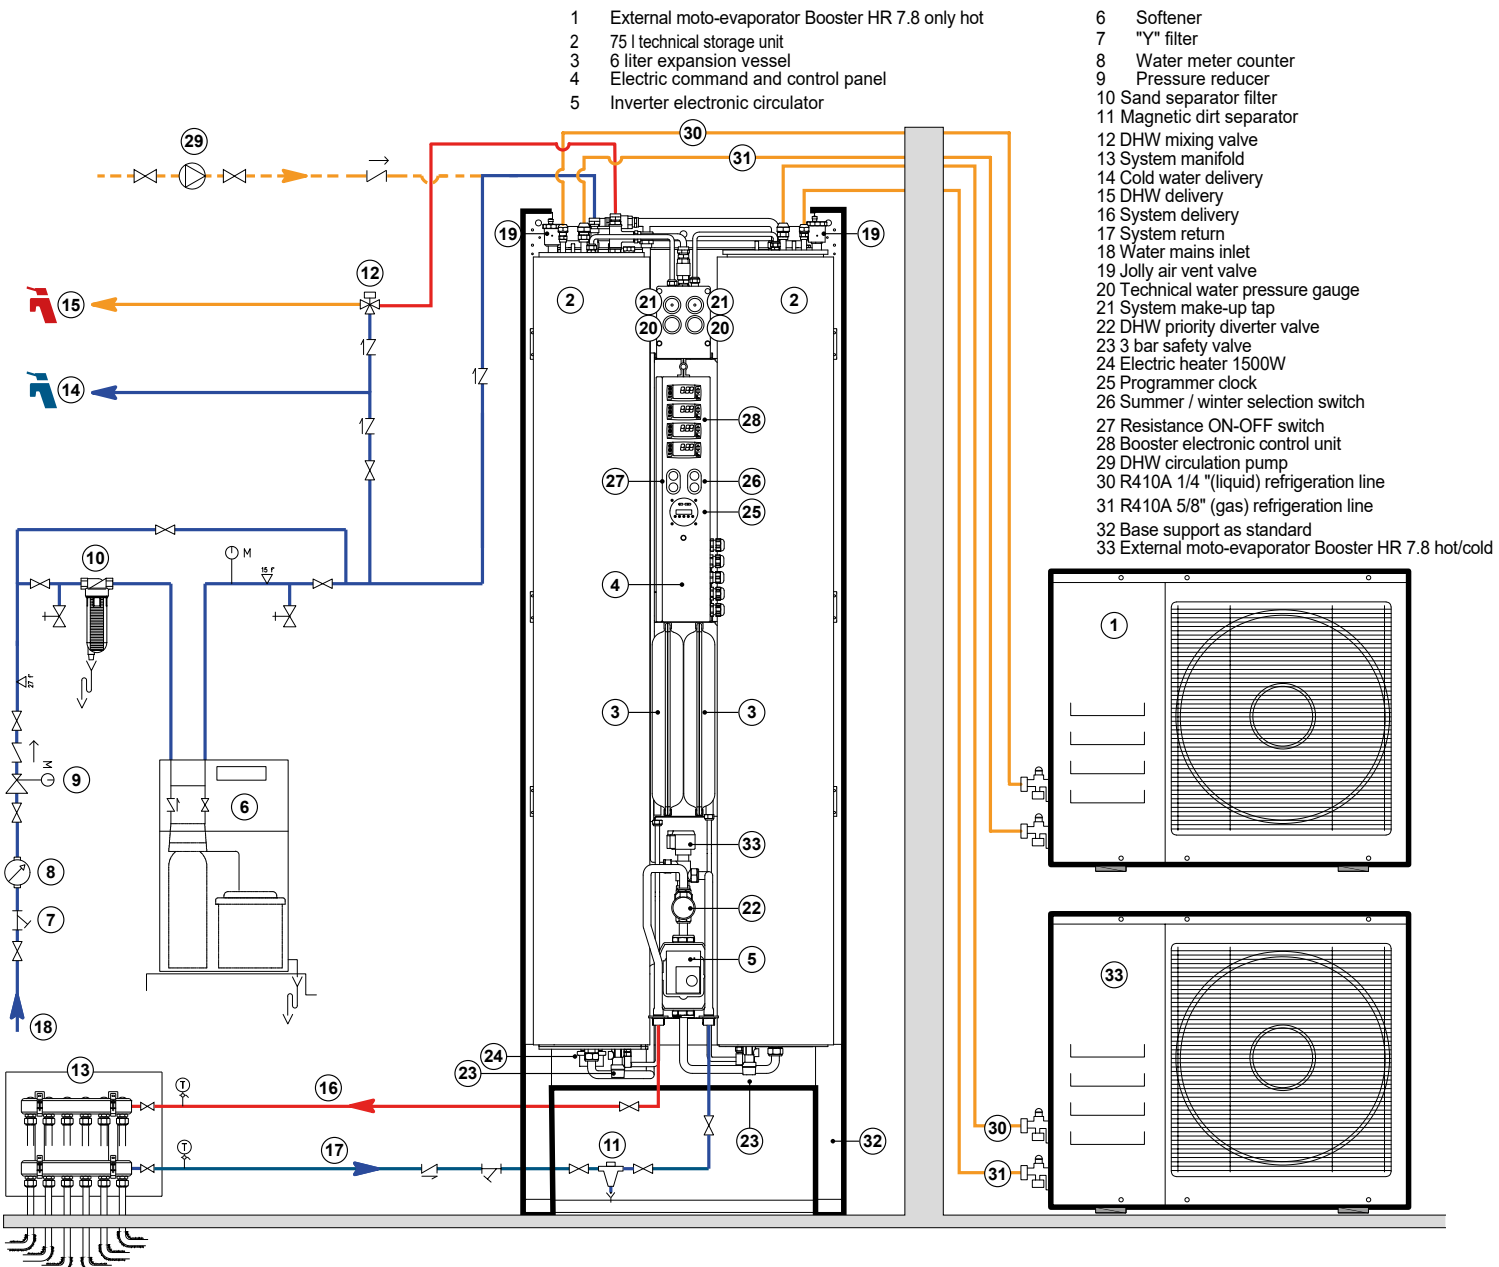 1 External moto-evaporator Booster HR 7.8 only hot
2 75 l technical storage unit
3 6 liter expansion vessel
4 Electric command and control panel
5 Inverter electronic circulator
6 Softener
7 "Y" filter
8 Water meter counter
9 Pressure reducer
10 Sand separator filter
11 Magnetic dirt separator
12 DHW mixing valve
13 System manifold
14 Cold water delivery
15 DHW delivery
16 System delivery
17 System return
18 Water mains inlet
19 Jolly air vent valve
20 Technical water pressure gauge
21 System make-up tap
22 DHW priority diverter valve
23 3 bar safety valve
24 Electric heater 1500W
25 Programmer clock
26 Summer / winter selection switch
27 Resistance ON-OFF switch
28 Booster electronic control unit
29 DHW circulation pump
30 R410A 1/4 "(liquid) refrigeration line
31 R410A 5/8" (gas) refrigeration line
32 Base support as standard
33 External moto-evaporator Booster HR 7.8 hot/cold
29
30
31
19
19
12
2
2
15
21
21
20
20
14
28
27
26
25
10
M
15 f
4
1
27 f
3
3
M
9
6
33
8
7
22
5
33
18
24
23
13
T
16
23
30
T
17
11
32
31